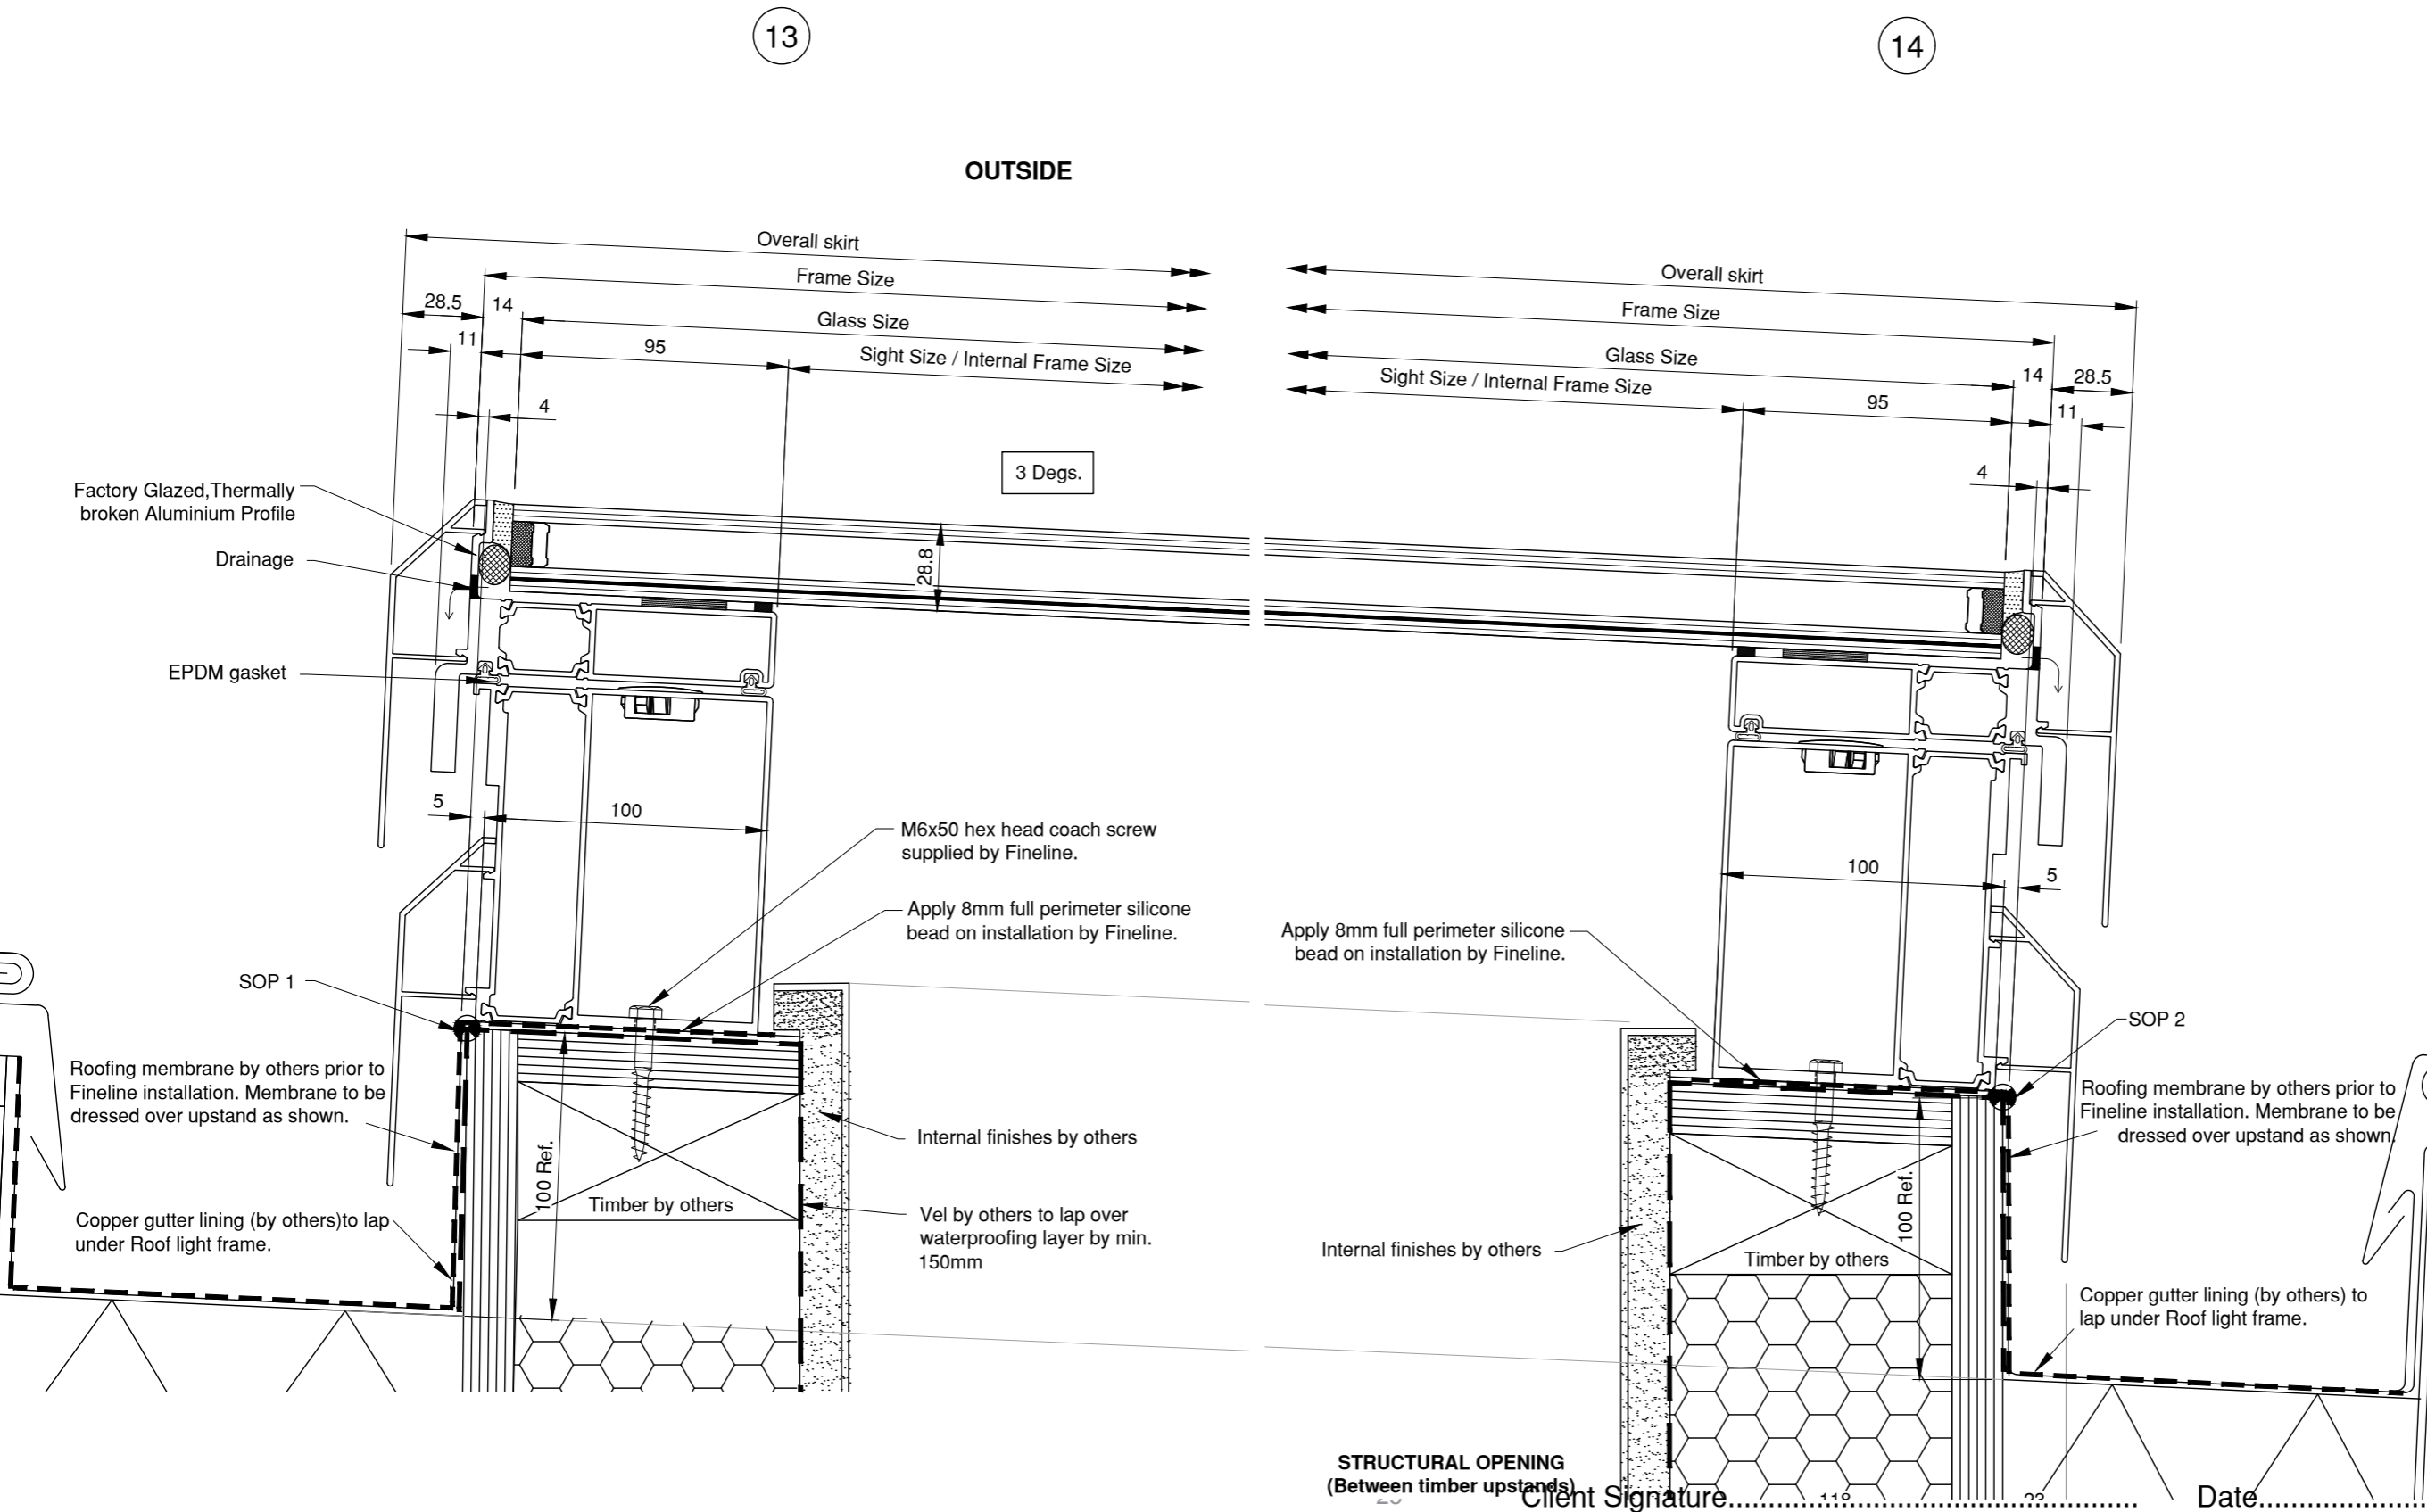 13
14
OUTSIDE
Overall skirt
Frame Size
28.5
14
Glass Size
11
95
Sight Size / Internal Frame Size
4
Overall skirt
Frame Size
Glass Size
Sight Size / Internal Frame Size
14
28.5
95
11
4
3 Degs.
Factory Glazed,Thermally
broken Aluminium Profile
Drainage
28.8
EPDM gasket
5
100
M6x50 hex head coach screw
supplied by Fineline.
Apply 8mm full perimeter silicone
bead on installation by Fineline.
100
5
Apply 8mm full perimeter silicone
bead on installation by Fineline.
SOP 1
SOP 2
Roofing membrane by others prior to
Fineline installation. Membrane to be
dressed over upstand as shown.
Roofing membrane by others prior to
Fineline installation. Membrane to be
dressed over upstand as shown.
Internal finishes by others
100 Ref.
Timber by others
Copper gutter lining (by others)to lap
under Roof light frame.
Vel by others to lap over
waterproofing layer by min.
150mm
Internal finishes by others
100 Ref.
Timber by others
Copper gutter lining (by others) to
lap under Roof light frame.
STRUCTURAL OPENING
(Between timber upstands)
Client Signature................................................... Date....................
118
23